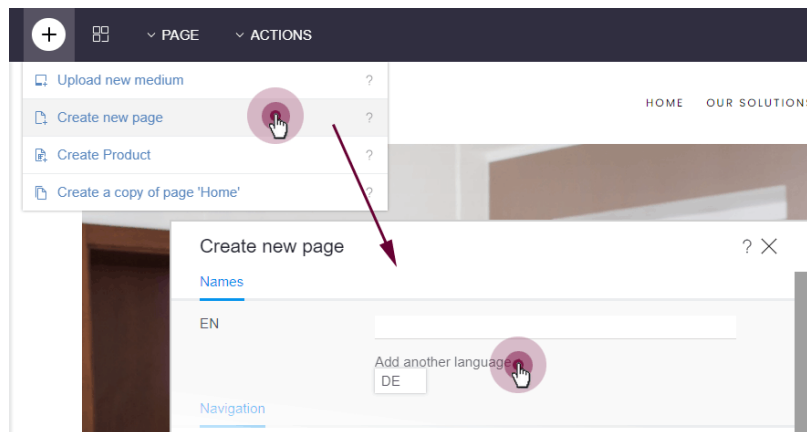 PAGE ACTIONS
Upload new medium ?
Create new page ?
Create Product ?
Create a copy of page 'Home' ?
HOME OUR SOLUTIONS
Create new page ?
Names
EN
Add another language
DE
Navigation